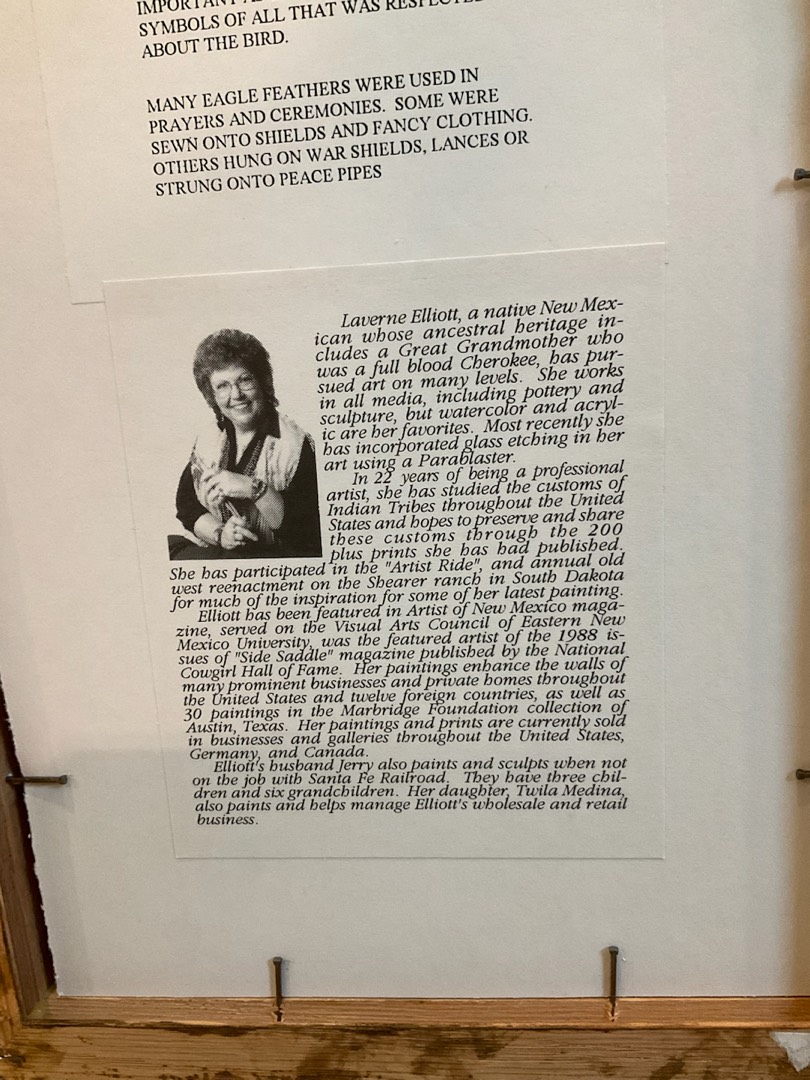 IMPORTANT
SYMBOLS OF ALL THAT WAS RESPECTED
ABOUT THE BIRD.
MANY EAGLE FEATHERS WERE USED IN
PRAYERS AND CEREMONIES. SOME WERE
SEWN ONTO SHIELDS AND FANCY CLOTHING.
OTHERS HUNG ON WAR SHIELDS, LANCES OR
STRUNG ONTO PEACE PIPES
Laverne Elliott, a native New Mex-
ican whose ancestral heritage in-
cludes a Great Grandmother who
was a full blood Cherokee, has pur-
sued art on many levels. She works
in all media, including pottery and
sculpture, but watercolor and acryl-
ic are her favorites. Most recently she
has incorporated glass etching in her
art using a Parablaster.
In 22 years of being a professional
artist, she has studied the customs of
Indian Tribes throughout the United
States and hopes to preserve and share
these customs through the 200
plus prints she has had published.
She has participated in the "Artist Ride", and annual old
west reenactment on the Shearer ranch in South Dakota
for much of the inspiration for some of her latest painting.
Elliott has been featured in Artist of New Mexico maga-
zine, served on the Visual Arts Council of Eastern New
Mexico University, was the featured artist of the 1988 is-
sues of "Side Saddle" magazine published by the National
Cowgirl Hall of Fame. Her paintings enhance the walls of
many prominent businesses and private homes throughout
the United States and twelve foreign countries, as well as
30 paintings in the Marbridge Foundation collection of
Austin, Texas. Her paintings and prints are currently sold
in businesses and galleries throughout the United States,
Germany, and Canada.
Elliott's husband Jerry also paints and sculpts when not
on the job with Santa Fe Railroad. They have three chil-
dren and six grandchildren. Her daughter, Twila Medina,
also paints and helps manage Elliott's wholesale and retail
business.